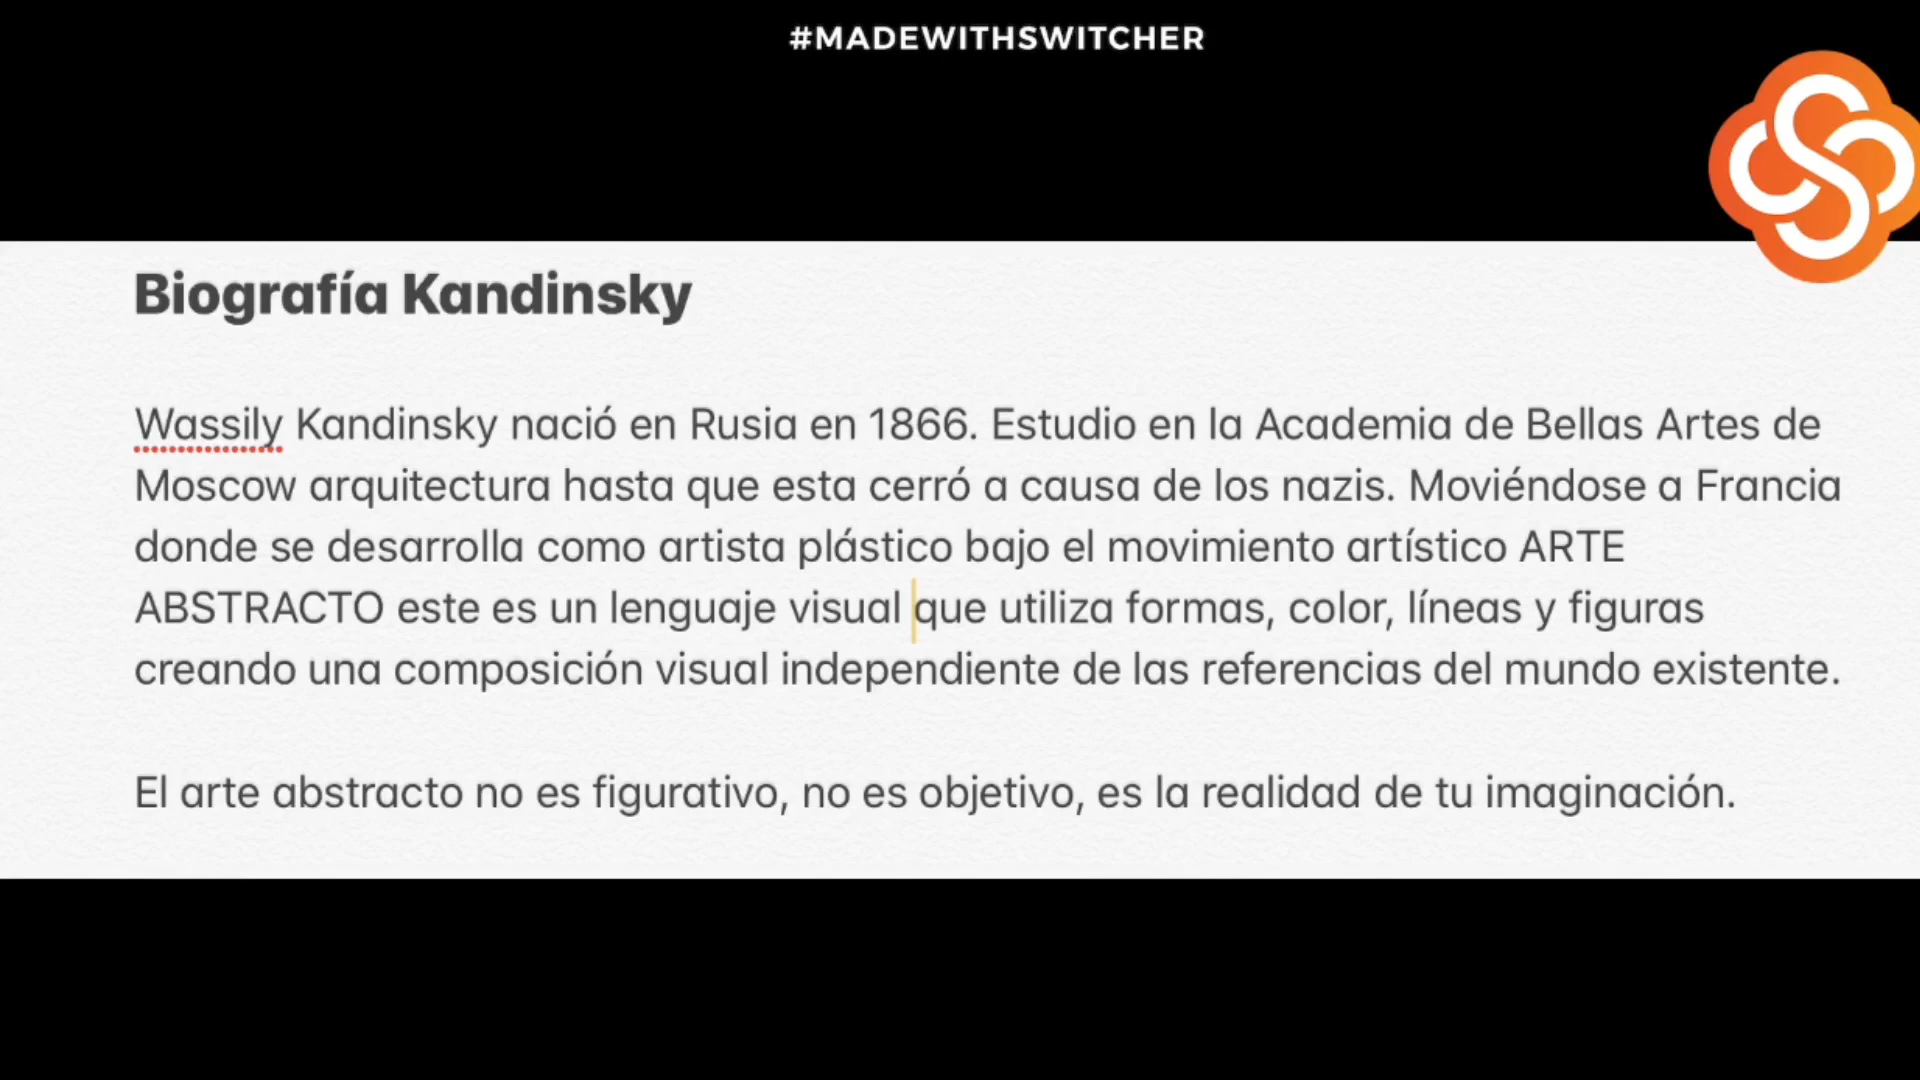 #MADEWITHSWITCHER
Biografía Kandinsky
Wassily Kandinsky nació en Rusia en 1866. Estudio en la Academia de Bellas Artes de
Moscow arquitectura hasta que esta cerró a causa de los nazis. Moviéndose a Francia
donde se desarrolla como artista plástico bajo el movimiento artístico ARTE
ABSTRACTO este es un lenguaje visual que utiliza formas, color, líneas y figuras
creando una composición visual independiente de las referencias del mundo existente.
El arte abstracto no es figurativo, no es objetivo, es la realidad de tu imaginación.